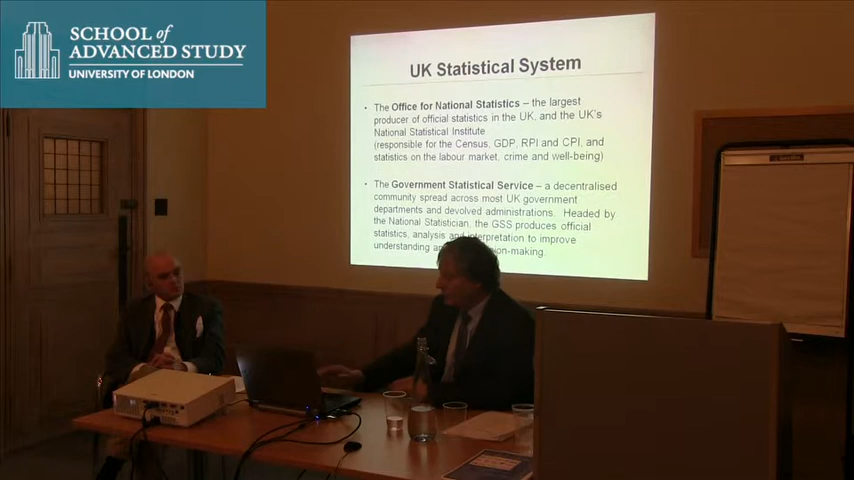 SCHOOL of
ADVANCED STUDY
UNIVERSITY OF LONDON
UK Statistical System
• The Office for National Statistics – the largest
producer of official statistics in the UK, and the UK's
National Statistical Institute
(responsible for the Census, GDP, RPI and CPI, and
statistics on the labour market, crime and well-being)
• The Government Statistical Service – a decentralised
community spread across most UK government
departments and devolved administrations. Headed by
the National Statistician, the GSS produces official
statistics, analysis and interpretation to improve
understanding